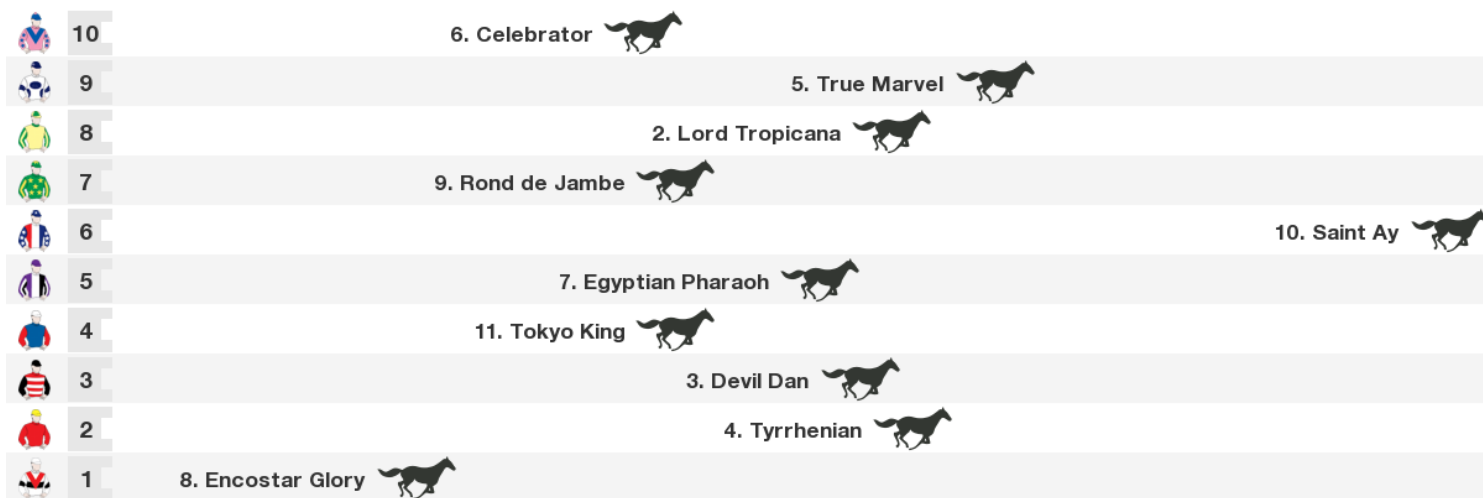 10 6. Celebrator
9 5. True Marvel
8 2. Lord Tropicana
7 9. Rond de Jambe
6 10. Saint Ay
5 7. Egyptian Pharaoh
4 11. Tokyo King
3 3. Devil Dan
2 4. Tyrrhenian
1 8. Encostar Glory